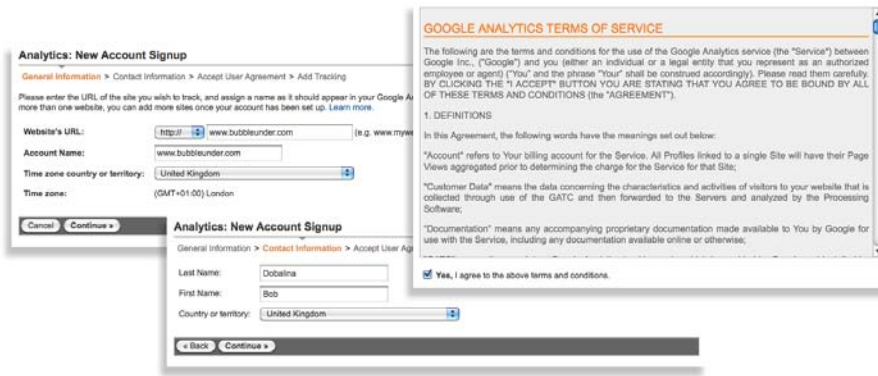 Analytics: New Account Signup
General Information > Contact Information > Accept User Agreement > Add Tracking
Please enter the URL of the site you wish to track, and assign a name as it should appear in your Google An
more than one website, you can add more sites once your account has been set up. Learn more.
Website's URL: http:// www.bubbleunder.com (e.g. www.mywe
Account Name: www.bubbleunder.com
Time zone country or territory: United Kingdom
Time zone: (GMT+01:00) London
Cancel Continue »
Analytics: New Account Signup
General Information > Contact Information > Accept User Agr
Last Name: Dobalina
First Name: Bob
Country or territory: United Kingdom
« Back Continue »
GOOGLE ANALYTICS TERMS OF SERVICE
The following are the terms and conditions for the use of the Google Analytics service (the "Service") between
Google Inc., ("Google") and you (either an individual or a legal entity that you represent as an authorized
employee or agent) ("You" and the phrase "Your" shall be construed accordingly). Please read them carefully.
BY CLICKING THE "I ACCEPT" BUTTON YOU ARE STATING THAT YOU AGREE TO BE BOUND BY ALL
OF THESE TERMS AND CONDITIONS (the "AGREEMENT").
1. DEFINITIONS
In this Agreement, the following words have the meanings set out below:
"Account" refers to Your billing account for the Service. All Profiles linked to a single Site will have their Page
Views aggregated prior to determining the charge for the Service for that Site;
"Customer Data" means the data concerning the characteristics and activities of visitors to your website that is
collected through use of the GATC and then forwarded to the Servers and analyzed by the Processing
Software;
"Documentation" means any accompanying proprietary documentation made available to You by Google for
use with the Service, including any documentation available online or otherwise;
Yes, I agree to the above terms and conditions.